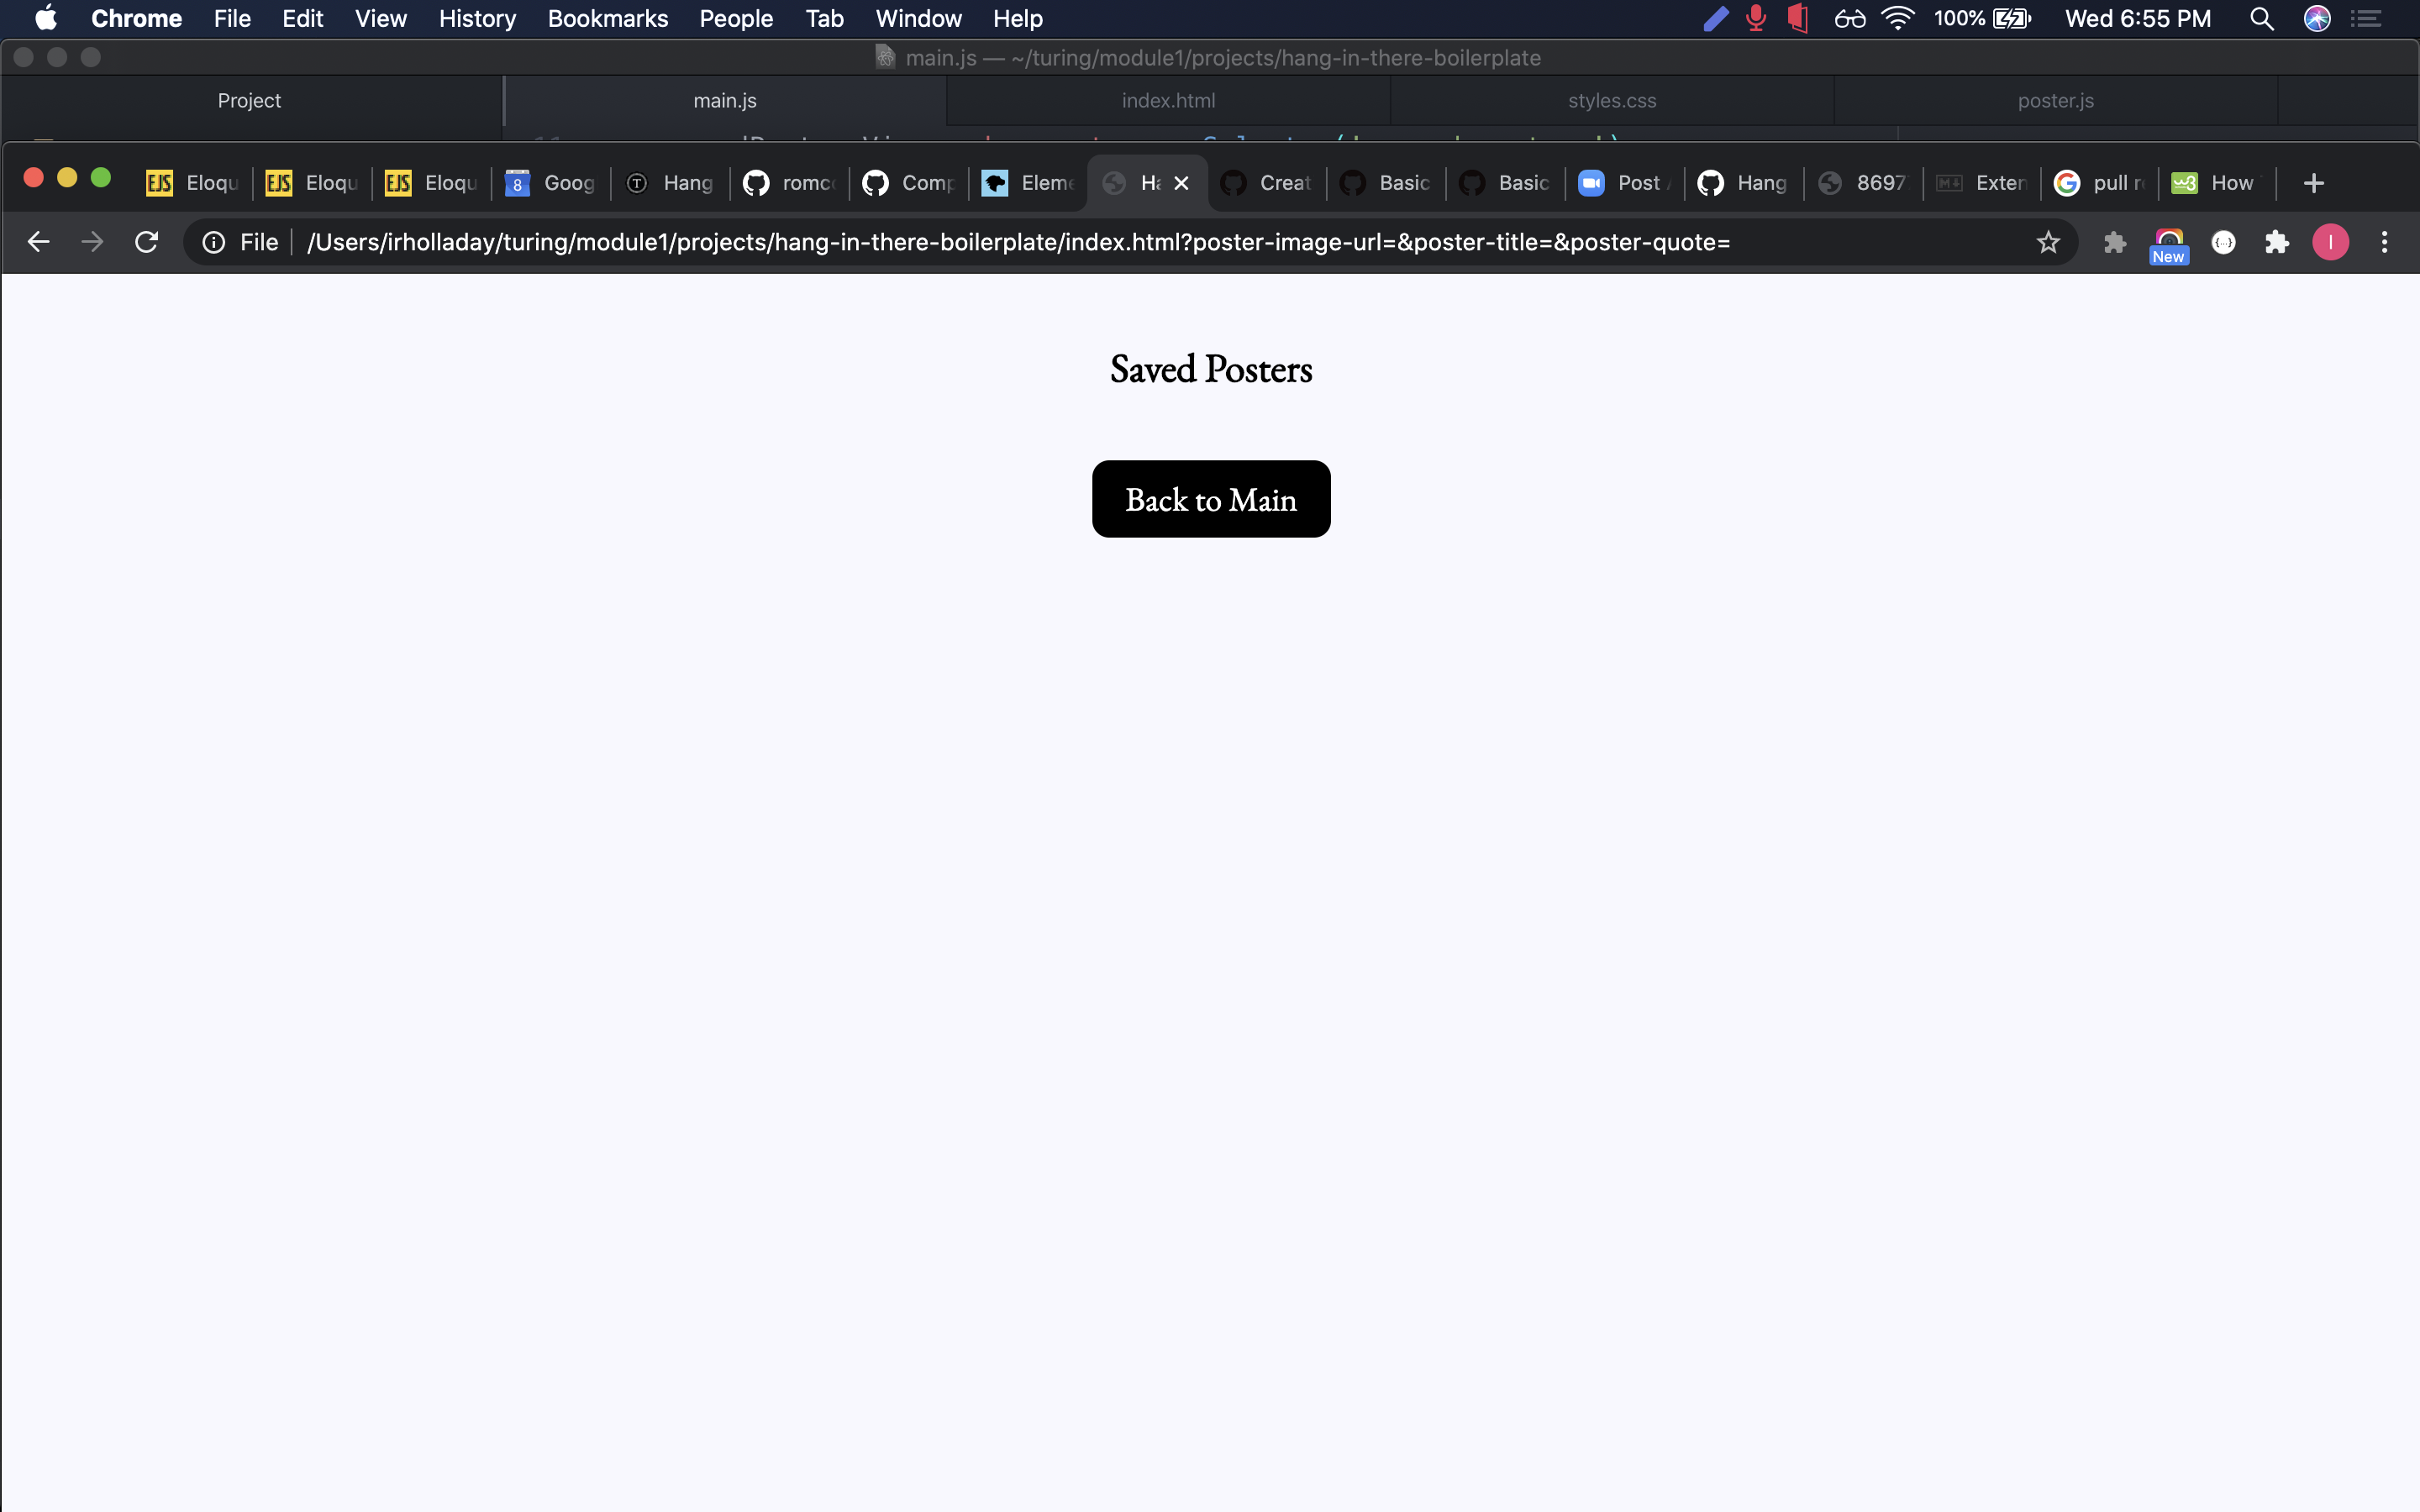 Chrome File Edit View History Bookmarks People Tab Window Help 100% Wed 6:55 PM
main.js — ~/turing/module1/projects/hang-in-there-boilerplate
Project main.js index.html styles.css poster.js
EJS Eloqu EJS Eloqu EJS Eloqu 8 Goog T Hang romc Comp Eleme Ha Creat Basic Basic Post Hang 8697 M Exten G pull r w3 How
File /Users/irholladay/turing/module1/projects/hang-in-there-boilerplate/index.html?poster-image-url=&poster-title=&poster-quote= New {...} I
Saved Posters
Back to Main